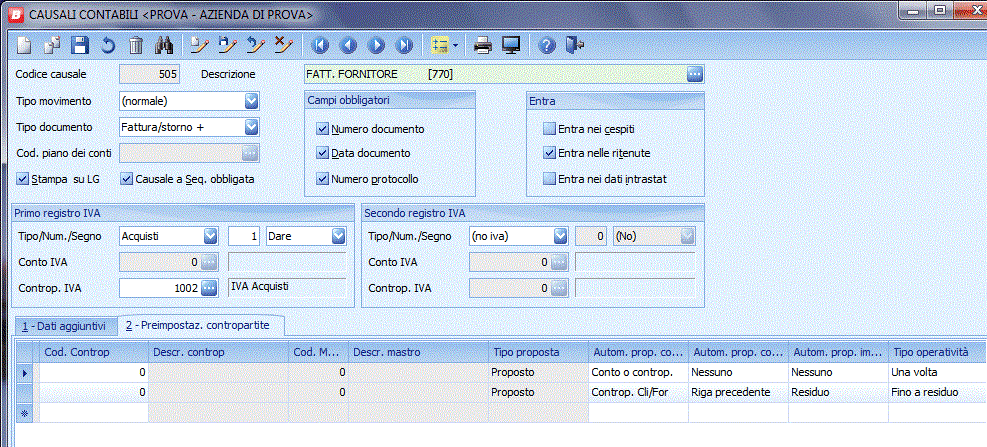 CAUSALI CONTABILI <PROVA - AZIENDA DI PROVA>
Codice causale 505 Descrizione FATT. FORNITORE [770]
Tipo movimento (normale)
Tipo documento Fattura/storno +
Cod. piano dei conti
Stampa su LG Causale a Seq. obbligata
Campi obbligatori
Numero documento
Data documento
Numero protocollo
Entra
Entra nei cespiti
Entra nelle ritenute
Entra nei dati intrastat
Primo registro IVA
Tipo/Num./Segno Acquisti 1 Dare
Conto IVA 0
Controp. IVA 1002 IVA Acquisti
Secondo registro IVA
Tipo/Num./Segno (no iva) 0 (No)
Conto IVA 0
Controp. IVA 0
1 - Dati aggiuntivi 2 - Preimpostaz. contropartite
Cod. Controp Descr. controp Cod. M... Descr. mastro Tipo proposta Autom. prop. co... Autom. prop. co... Autom. prop. im... Tipo operatività
0 0 Proposto Conto o controp. Nessuno Nessuno Una volta
0 0 Proposto Controp. Cli/For Riga precedente Residuo Fino a residuo